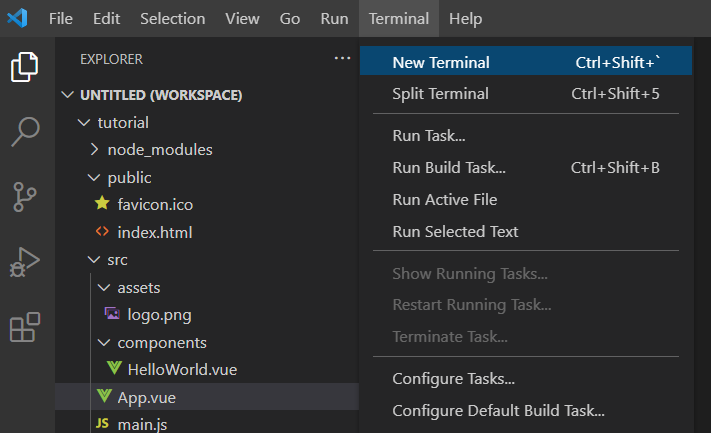 File Edit Selection View Go Run Terminal Help
EXPLORER ...
UNTITLED (WORKSPACE)
tutorial
node_modules
public
favicon.ico
index.html
src
assets
logo.png
components
HelloWorld.vue
App.vue
JS main.js
New Terminal Ctrl+Shift+`
Split Terminal Ctrl+Shift+5
Run Task...
Run Build Task... Ctrl+Shift+B
Run Active File
Run Selected Text
Show Running Tasks...
Restart Running Task...
Terminate Task...
Configure Tasks...
Configure Default Build Task...